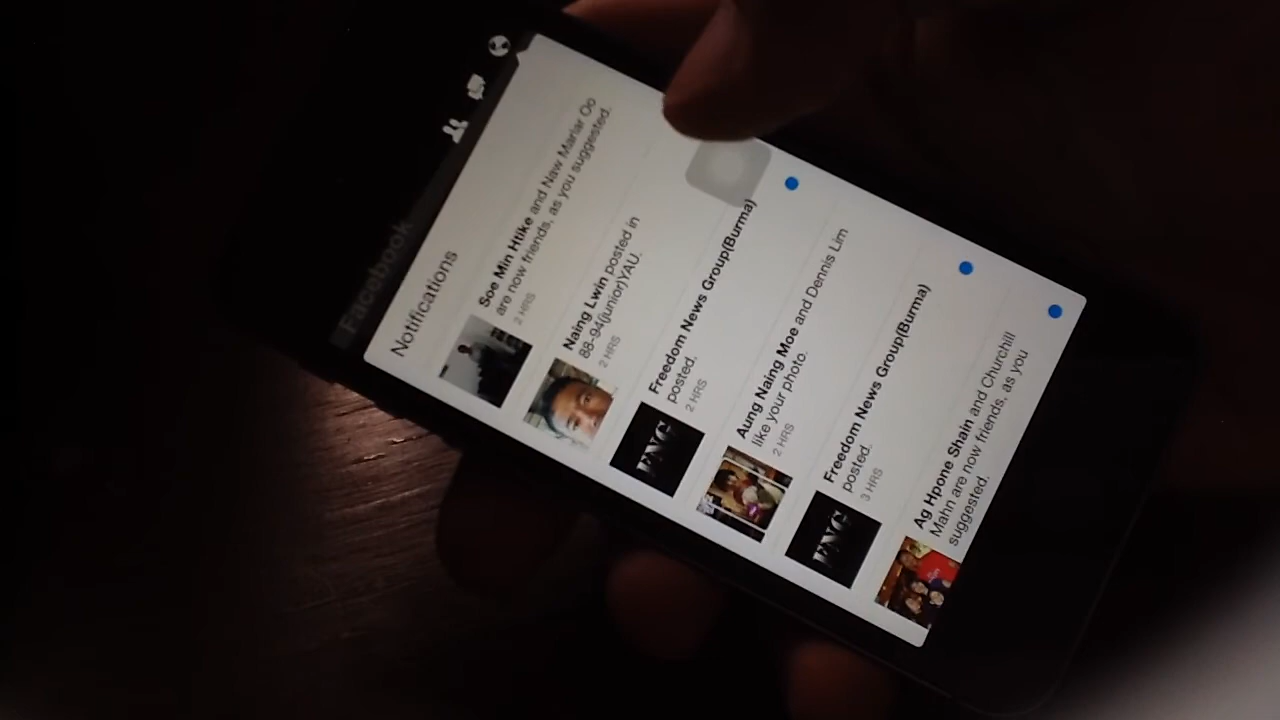 Facebook
Notifications
Soe Min Htike and Naw Mariar Oo
are now friends, as you suggested.
2 HRS
Naing Lwin posted in
88-94(junior)YAU.
2 HRS
FNG
Freedom News Group(Burma)
posted.
2 HRS
Aung Naing Moe and Dennis Lim
like your photo.
2 HRS
FNG
Freedom News Group(Burma)
posted.
3 HRS
Ag Hpone Shain and Churchill
Mahn are now friends, as you
suggested.